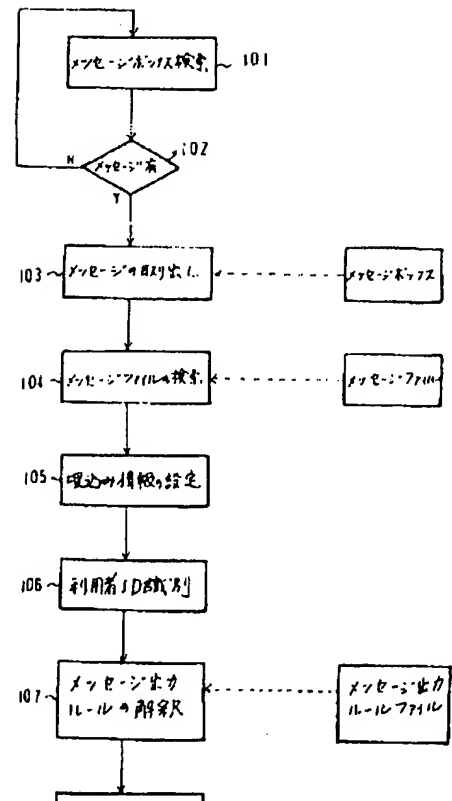 メッセージボックス検索
101
メッセージ有
102
N
Y
103
メッセージの取り出し
メッセージボックス
104
メッセージファイルの検索
メッセージファイル
105
埋込み情報の設定
106
利用者ID識別
107
メッセージ出力
ルールの解釈
メッセージ出力
ルールファイル